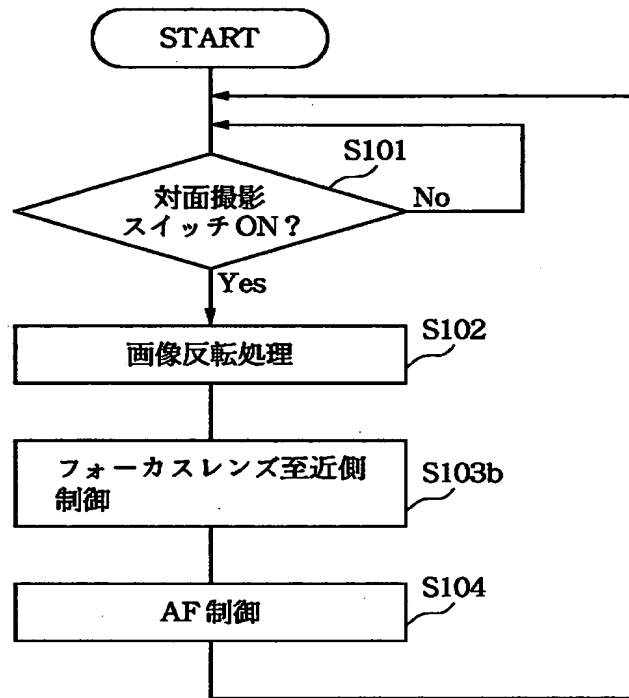 START
S101
対面撮影
スイッチON？
No
Yes
S102
画像反転処理
S103b
フォーカスレンズ至近側
制御
S104
AF制御